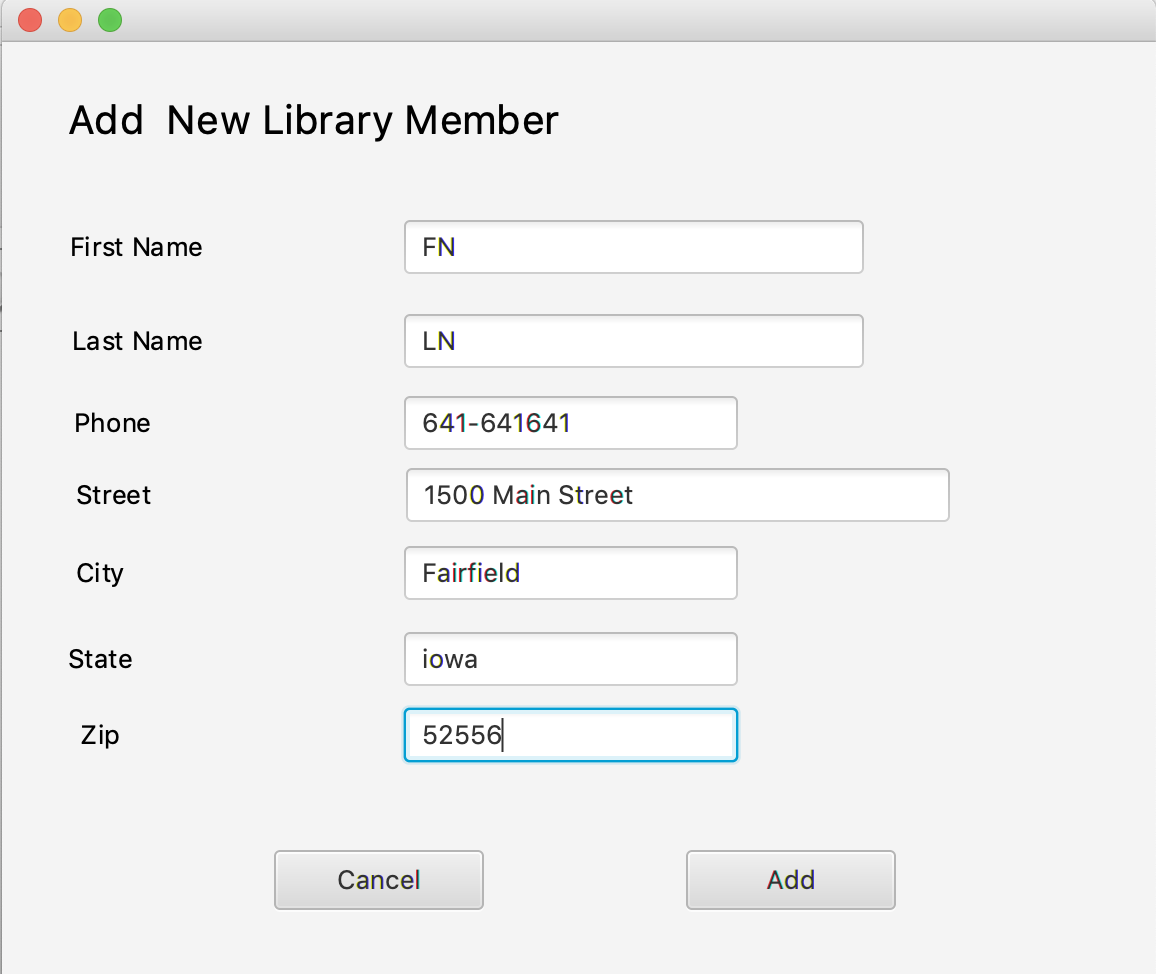 Add  New Library Member
First Name FN
Last Name LN
Phone 641-641641
Street 1500 Main Street
City Fairfield
State iowa
Zip 52556
Cancel Add